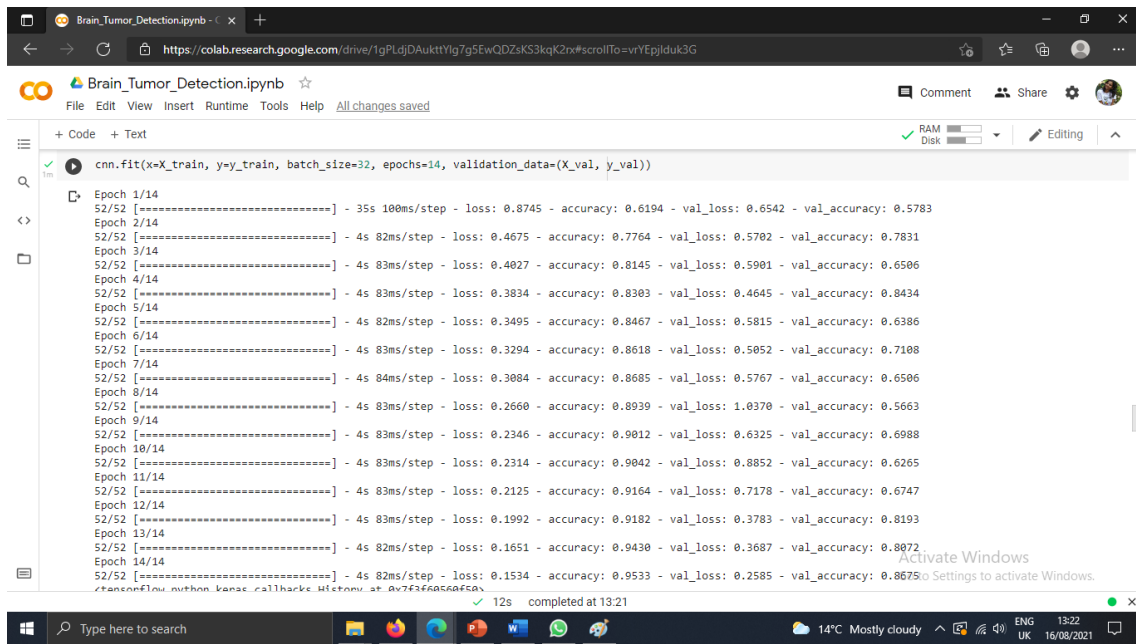 Brain_Tumor_Detection.ipynb - C
https://colab.research.google.com/drive/1gPLdjDAukttYlg7g5EwQDZsKS3kqK2rx#scrollTo=vrYEpjlduk3G
Brain_Tumor_Detection.ipynb
File Edit View Insert Runtime Tools Help All changes saved
Comment Share
+ Code + Text
RAM
Disk
Editing
1m
cnn.fit(x=X_train, y=y_train, batch_size=32, epochs=14, validation_data=(X_val, y_val))
Epoch 1/14
52/52 [==============================] - 35s 100ms/step - loss: 0.8745 - accuracy: 0.6194 - val_loss: 0.6542 - val_accuracy: 0.5783
Epoch 2/14
52/52 [==============================] - 4s 82ms/step - loss: 0.4675 - accuracy: 0.7764 - val_loss: 0.5702 - val_accuracy: 0.7831
Epoch 3/14
52/52 [==============================] - 4s 83ms/step - loss: 0.4027 - accuracy: 0.8145 - val_loss: 0.5901 - val_accuracy: 0.6506
Epoch 4/14
52/52 [==============================] - 4s 83ms/step - loss: 0.3834 - accuracy: 0.8303 - val_loss: 0.4645 - val_accuracy: 0.8434
Epoch 5/14
52/52 [==============================] - 4s 82ms/step - loss: 0.3495 - accuracy: 0.8467 - val_loss: 0.5815 - val_accuracy: 0.6386
Epoch 6/14
52/52 [==============================] - 4s 83ms/step - loss: 0.3294 - accuracy: 0.8618 - val_loss: 0.5052 - val_accuracy: 0.7108
Epoch 7/14
52/52 [==============================] - 4s 84ms/step - loss: 0.3084 - accuracy: 0.8685 - val_loss: 0.5767 - val_accuracy: 0.6506
Epoch 8/14
52/52 [==============================] - 4s 83ms/step - loss: 0.2660 - accuracy: 0.8939 - val_loss: 1.0370 - val_accuracy: 0.5663
Epoch 9/14
52/52 [==============================] - 4s 83ms/step - loss: 0.2346 - accuracy: 0.9012 - val_loss: 0.6325 - val_accuracy: 0.6988
Epoch 10/14
52/52 [==============================] - 4s 83ms/step - loss: 0.2314 - accuracy: 0.9042 - val_loss: 0.8852 - val_accuracy: 0.6265
Epoch 11/14
52/52 [==============================] - 4s 83ms/step - loss: 0.2125 - accuracy: 0.9164 - val_loss: 0.7178 - val_accuracy: 0.6747
Epoch 12/14
52/52 [==============================] - 4s 83ms/step - loss: 0.1992 - accuracy: 0.9182 - val_loss: 0.3783 - val_accuracy: 0.8193
Epoch 13/14
52/52 [==============================] - 4s 82ms/step - loss: 0.1651 - accuracy: 0.9430 - val_loss: 0.3687 - val_accuracy: 0.8072
Activate Windows
Epoch 14/14
52/52 [==============================] - 4s 82ms/step - loss: 0.1534 - accuracy: 0.9533 - val_loss: 0.2585 - val_accuracy: 0.8675
to Settings to activate Windows.
<tensorflow.python.keras.callbacks.History at 0x7f3f60560f50>
12s completed at 13:21
Type here to search
14°C Mostly cloudy
ENG
UK
13:22
16/08/2021